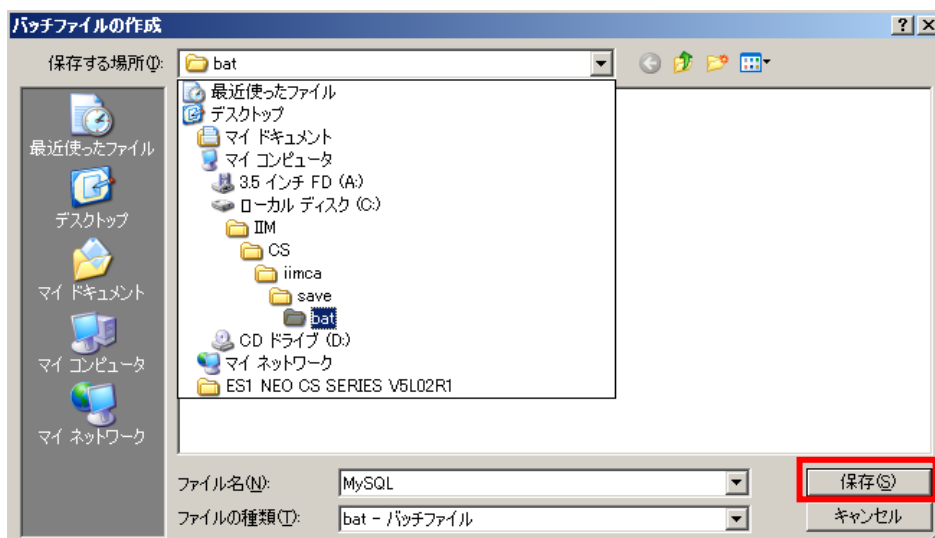 バッチファイルの作成
保存する場所(I):
bat
最近使ったファイル
デスクトップ
マイ ドキュメント
マイ コンピュータ
3.5 インチ FD (A:)
ローカル ディスク (C:)
IIM
CS
iimca
save
bat
CD ドライブ (D:)
マイ ネットワーク
ES1 NEO CS SERIES V5L02R1
最近使ったファイル
デスクトップ
マイ ドキュメント
マイ コンピュータ
マイ ネットワーク
ファイル名(N):
MySQL
保存(S)
ファイルの種類(T):
bat - バッチファイル
キャンセル